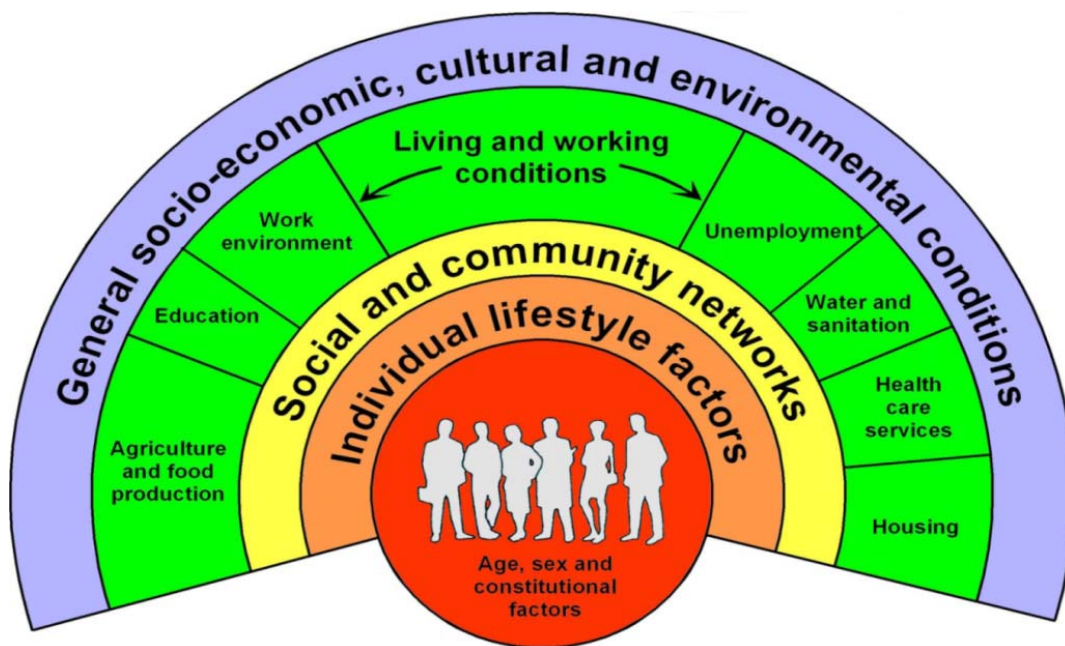 General socio-economic, cultural and environmental conditions
Living and working
conditions
Work
environment
Unemployment
Education
Water and
sanitation
Agriculture
and food
production
Health
care
services
Housing
Social and community networks
Individual lifestyle factors
Age, sex and
constitutional
factors